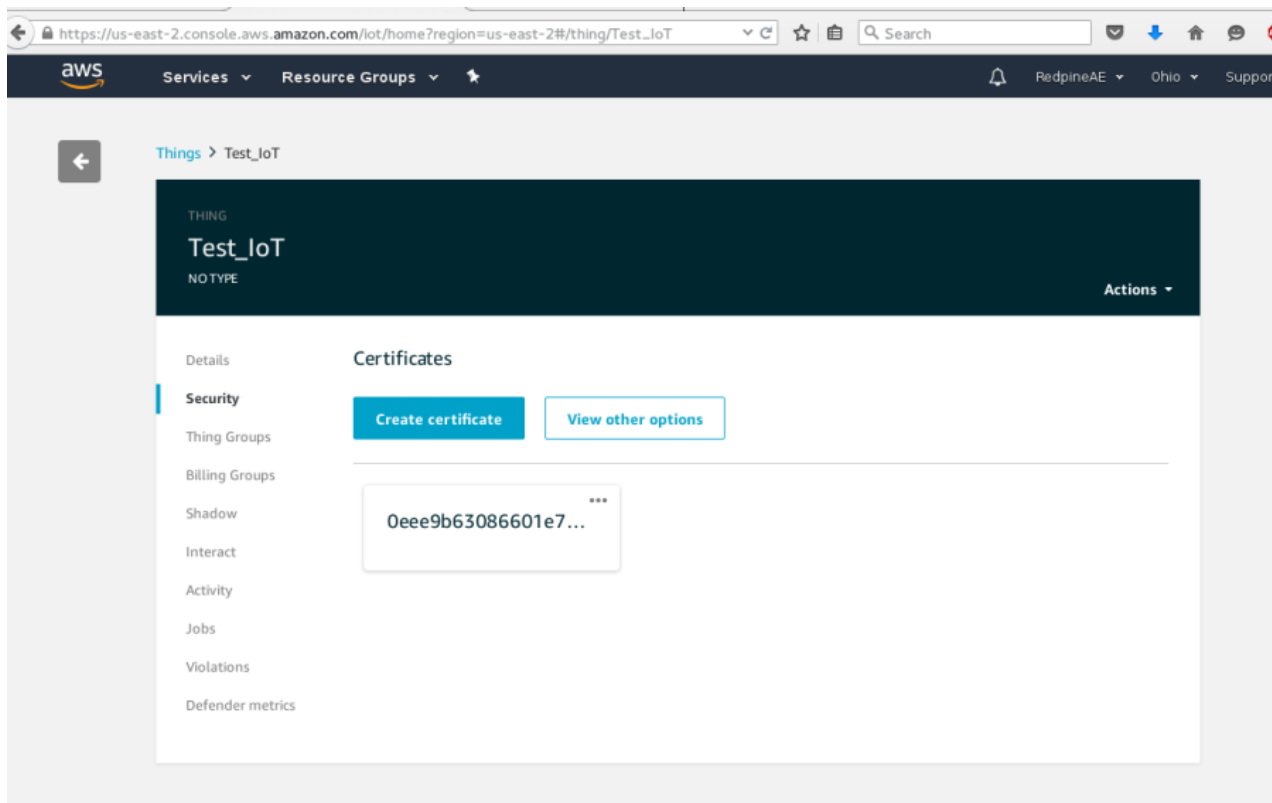 https://us-east-2.console.aws.amazon.com/iot/home?region=us-east-2#/thing/Test_IoT
Search
aws
Services
Resource Groups
RedpineAE
Ohio
Suppor
Things > Test_IoT
THING
Test_IoT
NO TYPE
Actions
Details
Security
Thing Groups
Billing Groups
Shadow
Interact
Activity
Jobs
Violations
Defender metrics
Certificates
Create certificate
View other options
0eee9b63086601e7...